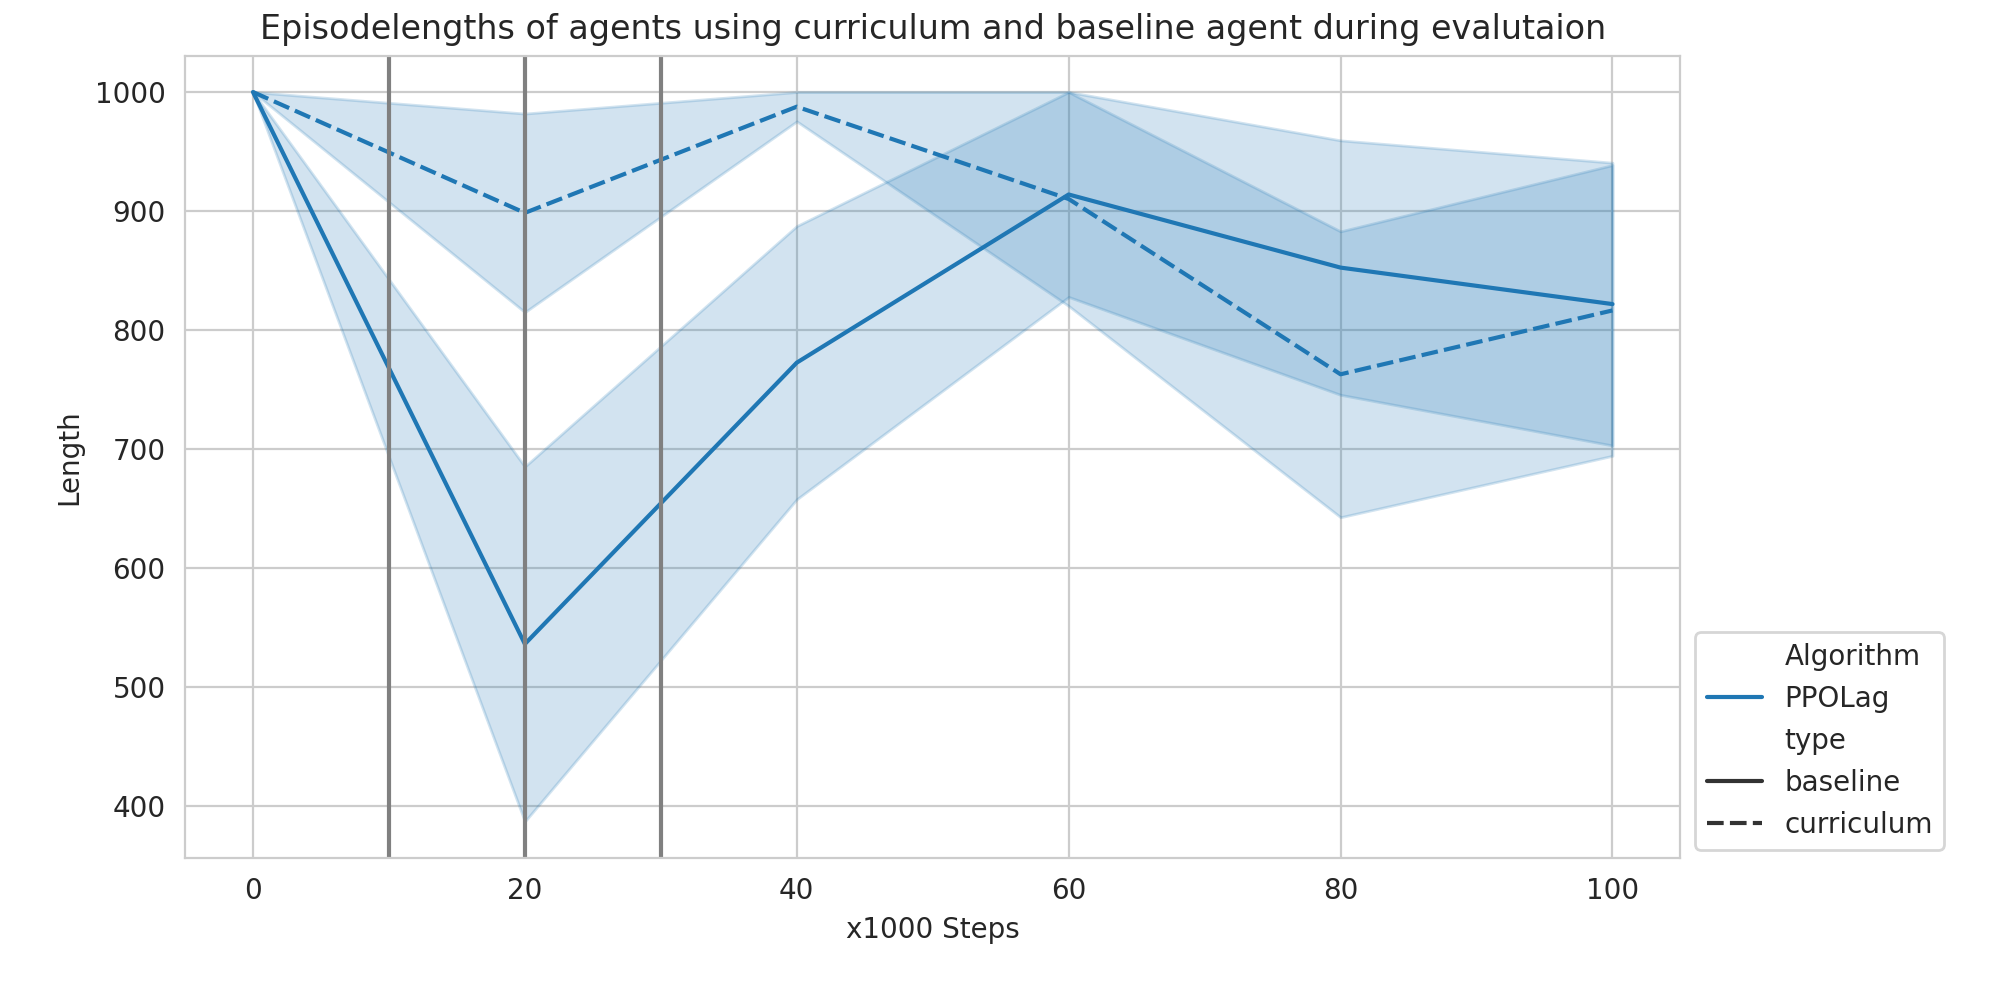 Episodelengths of agents using curriculum and baseline agent during evalutaion
1000
900
800
700
600
500
400
Length
0 20 40 60 80 100
x1000 Steps
Algorithm
PPOLag
type
baseline
curriculum